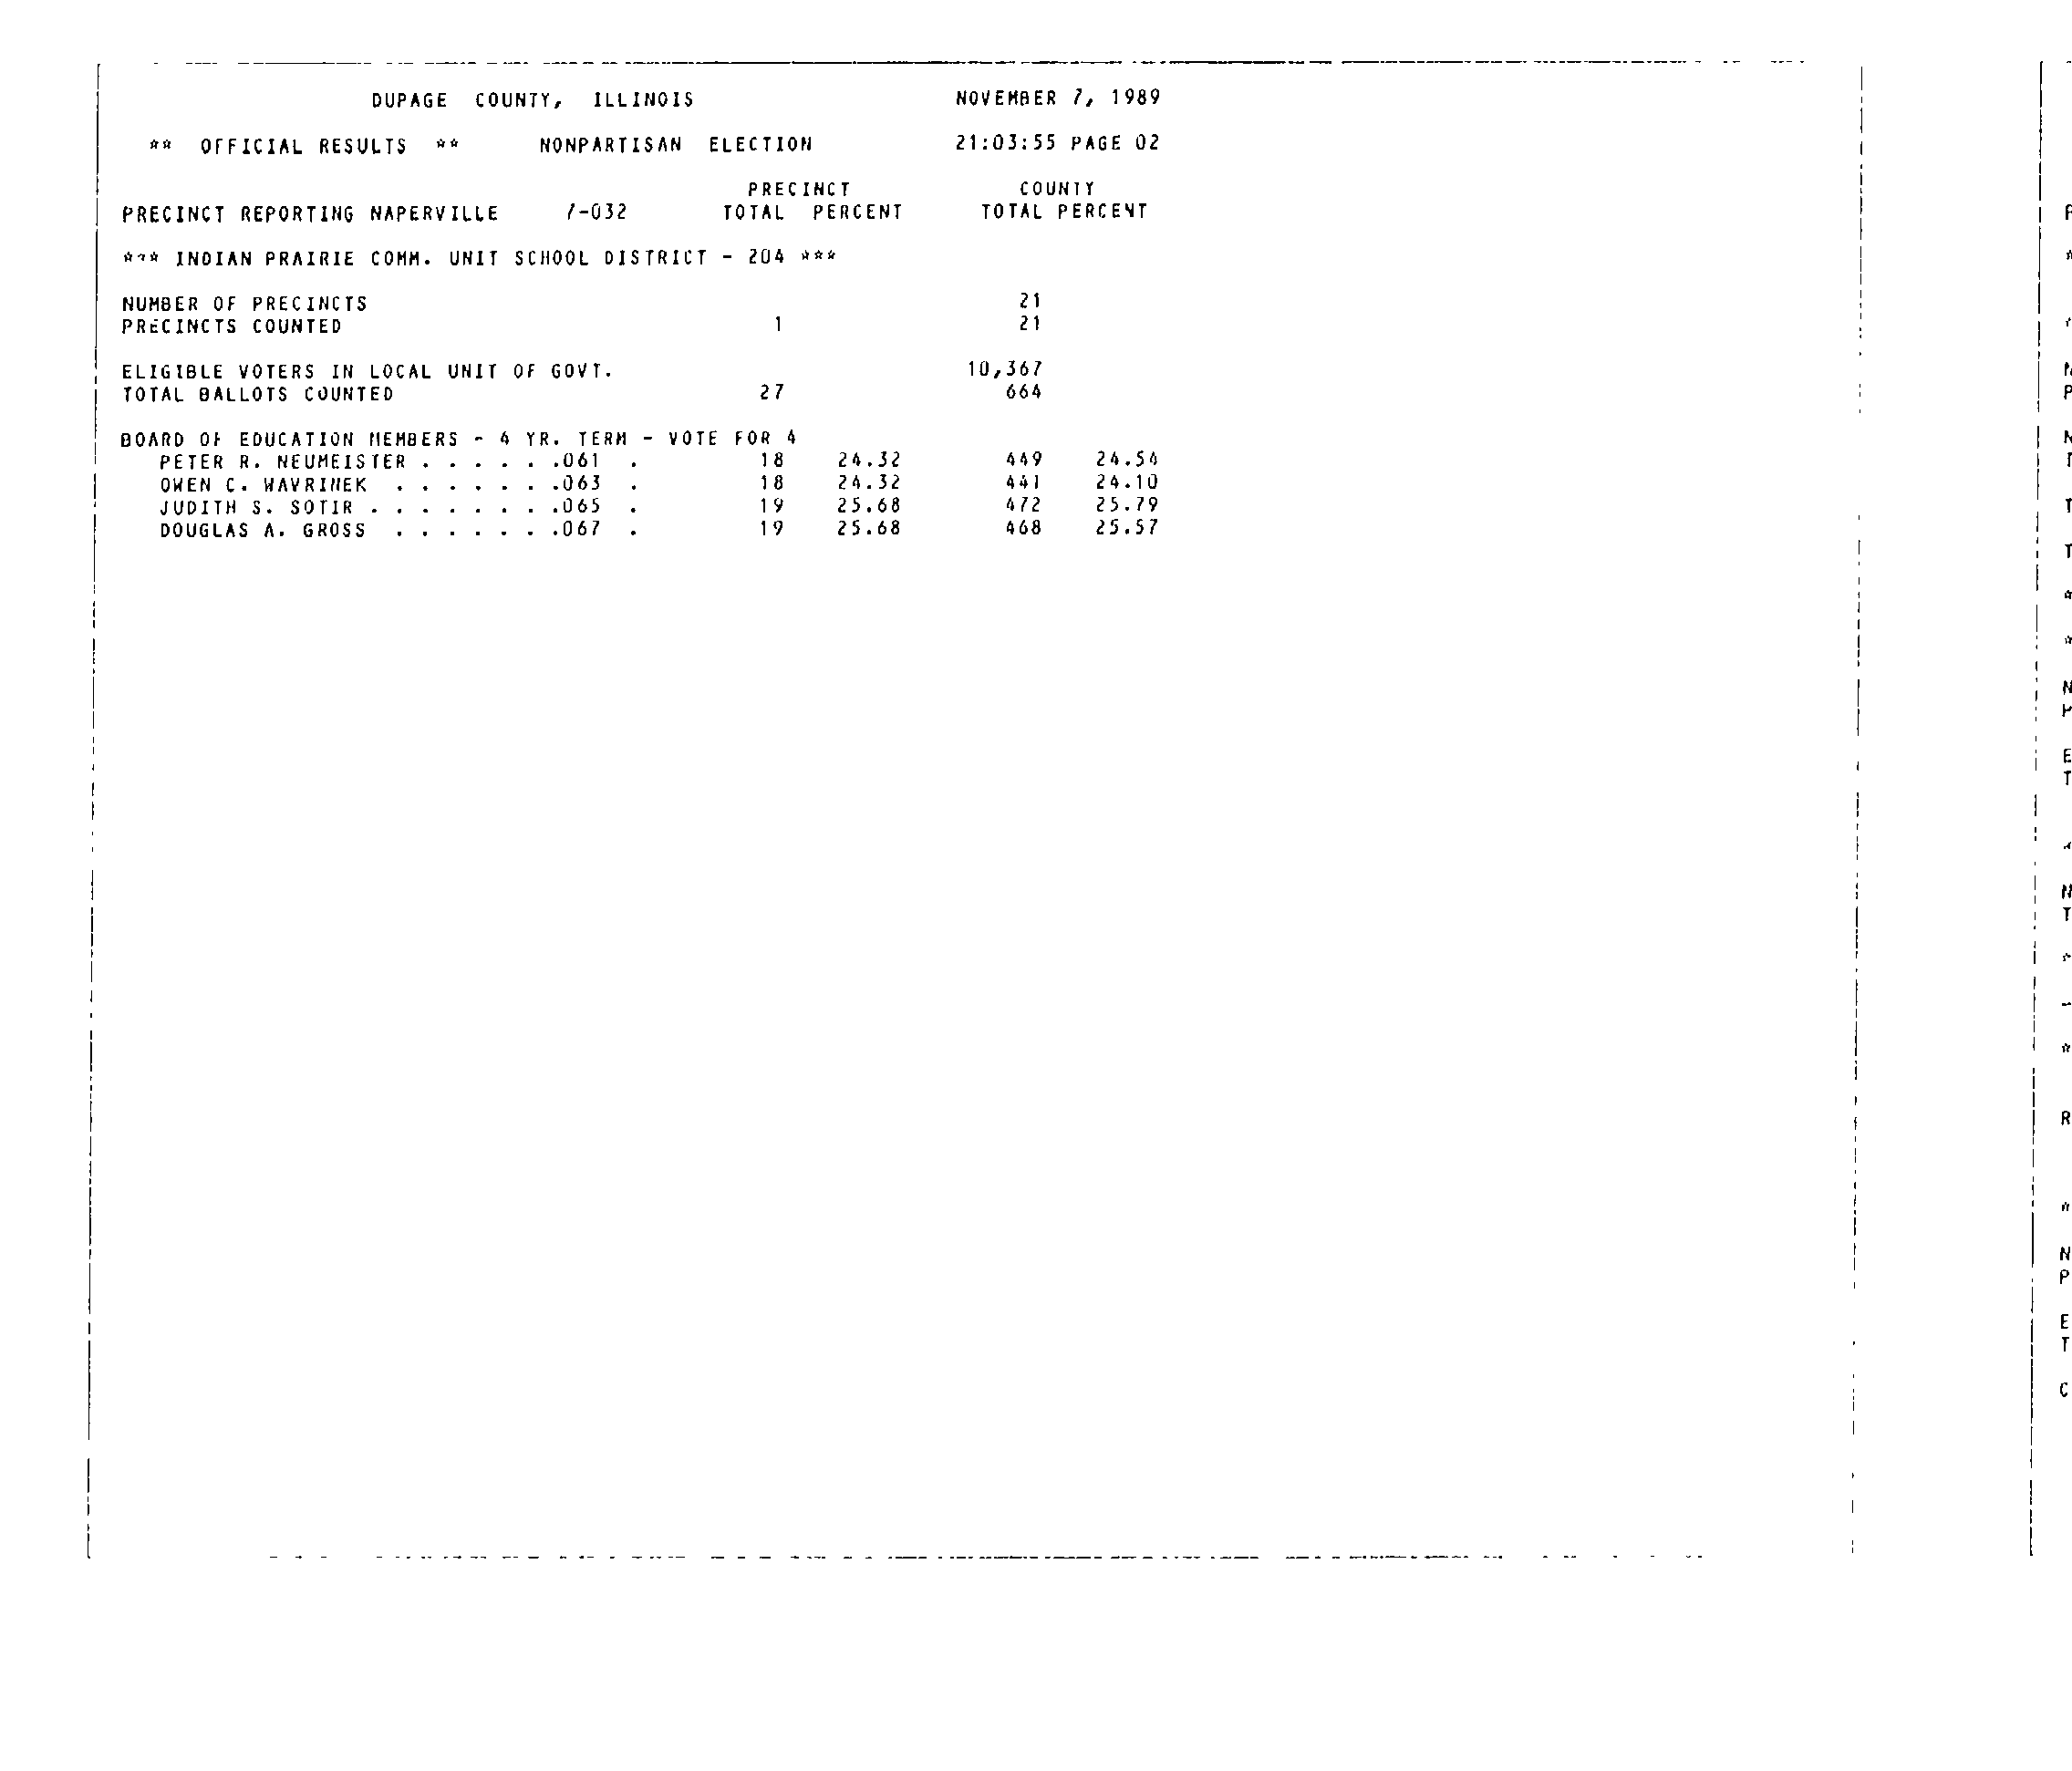 DUPAGE COUNTY, ILLINOIS NOVEMBER 7, 1989
** OFFICIAL RESULTS ** NONPARTISAN ELECTION 21:03:55 PAGE 02
PRECINCT COUNTY
PRECINCT REPORTING NAPERVILLE 7-032 TOTAL PERCENT TOTAL PERCENT
*** INDIAN PRAIRIE COMM. UNIT SCHOOL DISTRICT - 204 ***
NUMBER OF PRECINCTS 21
PRECINCTS COUNTED 1 21
ELIGIBLE VOTERS IN LOCAL UNIT OF GOVT. 10,367
TOTAL BALLOTS COUNTED 27 664
BOARD OF EDUCATION MEMBERS - 4 YR. TERM - VOTE FOR 4
PETER R. NEUMEISTER . . . . . .061 . 18 24.32 449 24.54
OWEN C. WAVRINEK . . . . . . .063 . 18 24.32 441 24.10
JUDITH S. SOTIR . . . . . . . .065 . 19 25.68 472 25.79
DOUGLAS A. GROSS . . . . . . .067 . 19 25.68 468 25.57